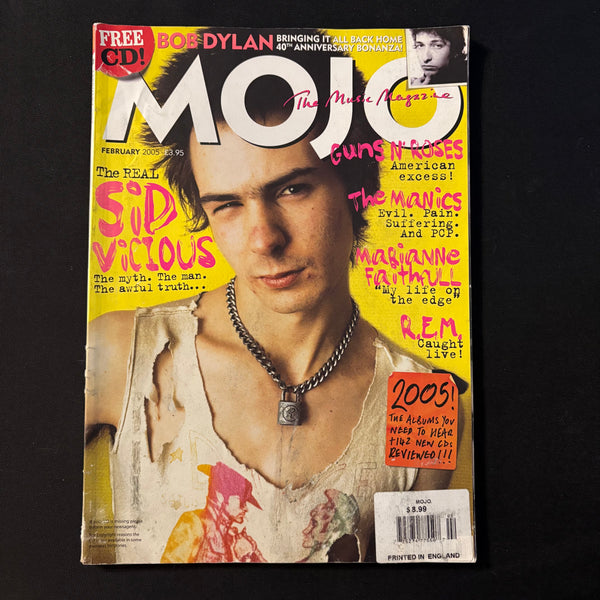 FREE
CD!
BOB DYLAN BRINGING IT ALL BACK HOME
40TH ANNIVERSARY BONANZA!
MOJO
The Music Magazine
FEBRUARY 2005 £3.95
The REAL
SiD
ViCiOUS
The myth. The man.
The awful truth...
GUNS N' ROSES
American
excess!
THE MANiCS
Evil. Pain.
Suffering.
And PCP.
MARiANNE
FAiTHFULL
"My life on
the edge"
R.E.M.
Caught
live!
2005!
THE ALBUMS YOU
NEED TO HEAR
+142 NEW CDs
REVIEWED!!!
MOJO.
$8.99
PRINTED IN ENGLAND